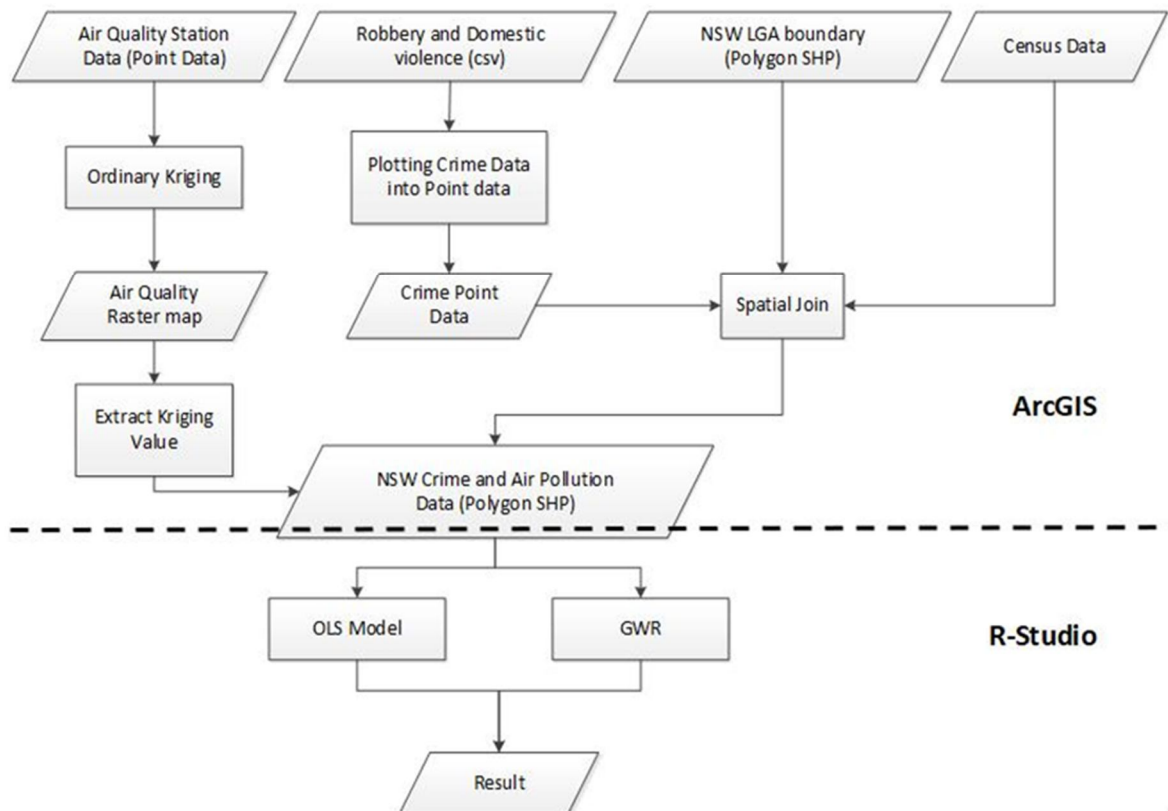 Air Quality Station
Data (Point Data)
Robbery and Domestic
violence (csv)
NSW LGA boundary
(Polygon SHP)
Census Data
Ordinary Kriging
Plotting Crime Data
into Point data
Air Quality
Raster map
Crime Point
Data
Spatial Join
Extract Kriging
Value
ArcGIS
NSW Crime and Air Pollution
Data (Polygon SHP)
OLS Model
GWR
R-Studio
Result